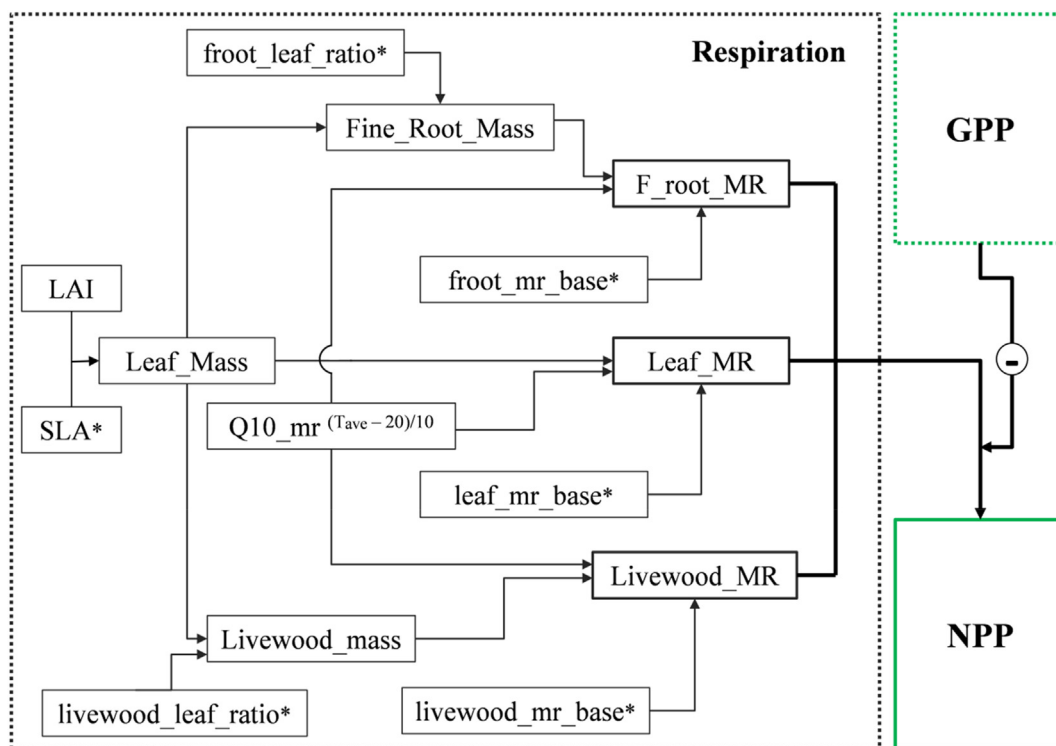 froot_leaf_ratio*
Respiration
Fine_Root_Mass
GPP
F_root_MR
froot_mr_base*
LAI
Leaf_Mass
Leaf_MR
-
SLA*
Q10_mr (Tave – 20)/10
leaf_mr_base*
Livewood_MR
Livewood_mass
NPP
livewood_leaf_ratio*
livewood_mr_base*